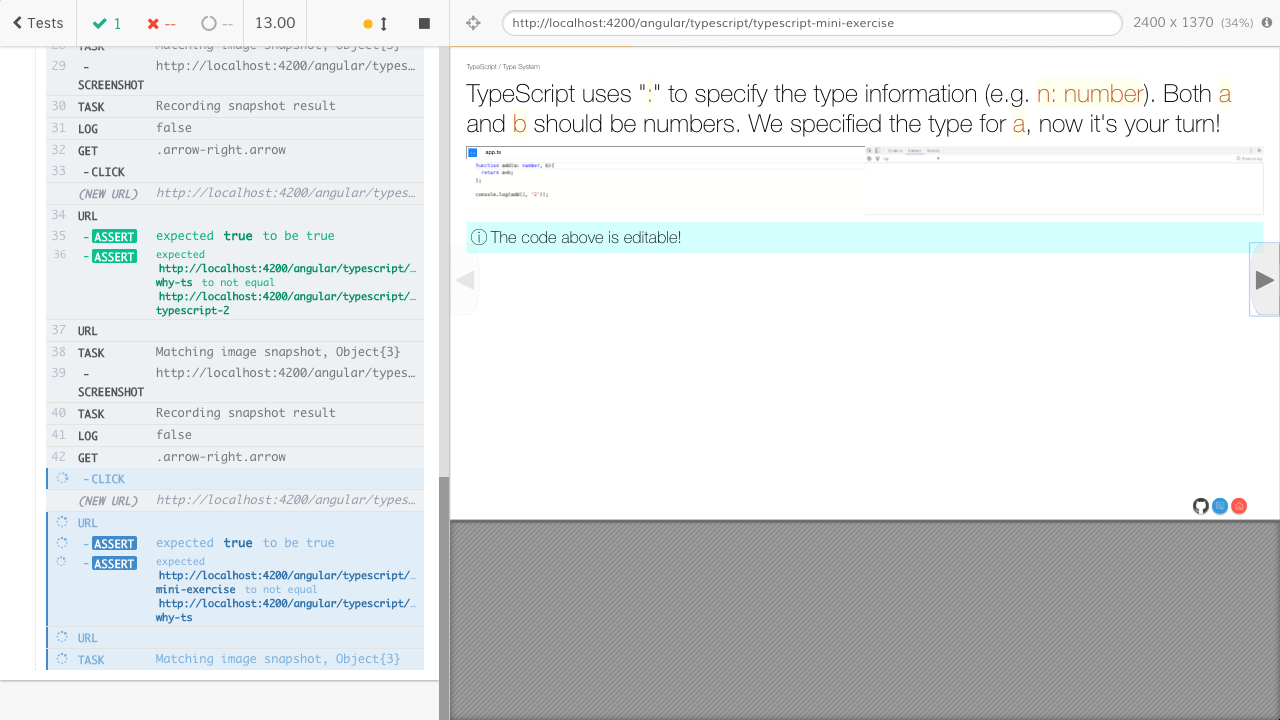 Tests
1
--
--
13.00
http://localhost:4200/angular/typescript/typescript-mini-exercise
2400 x 1370 (34%)
28 TASK Matching image snapshot, Object{3}
29 - http://localhost:4200/angular/types…
SCREENSHOT
30 TASK Recording snapshot result
31 LOG false
32 GET .arrow-right.arrow
33 -CLICK
(NEW URL) http://localhost:4200/angular/types…
34 URL
35 -ASSERT expected true to be true
36 -ASSERT expected
http://localhost:4200/angular/typescript/…
why-ts to not equal
http://localhost:4200/angular/typescript/…
typescript-2
37 URL
38 TASK Matching image snapshot, Object{3}
39 - http://localhost:4200/angular/types…
SCREENSHOT
40 TASK Recording snapshot result
41 LOG false
42 GET .arrow-right.arrow
-CLICK
(NEW URL) http://localhost:4200/angular/types…
URL
-ASSERT expected true to be true
-ASSERT expected
http://localhost:4200/angular/typescript/…
mini-exercise to not equal
http://localhost:4200/angular/typescript/…
why-ts
URL
TASK Matching image snapshot, Object{3}
TypeScript / Type System
TypeScript uses ":" to specify the type information (e.g. n: number). Both a
and b should be numbers. We specified the type for a, now it's your turn!
app.ts
function add(a: number, b){
return a+b;
};
console.log(add(1, "2"));
The code above is editable!